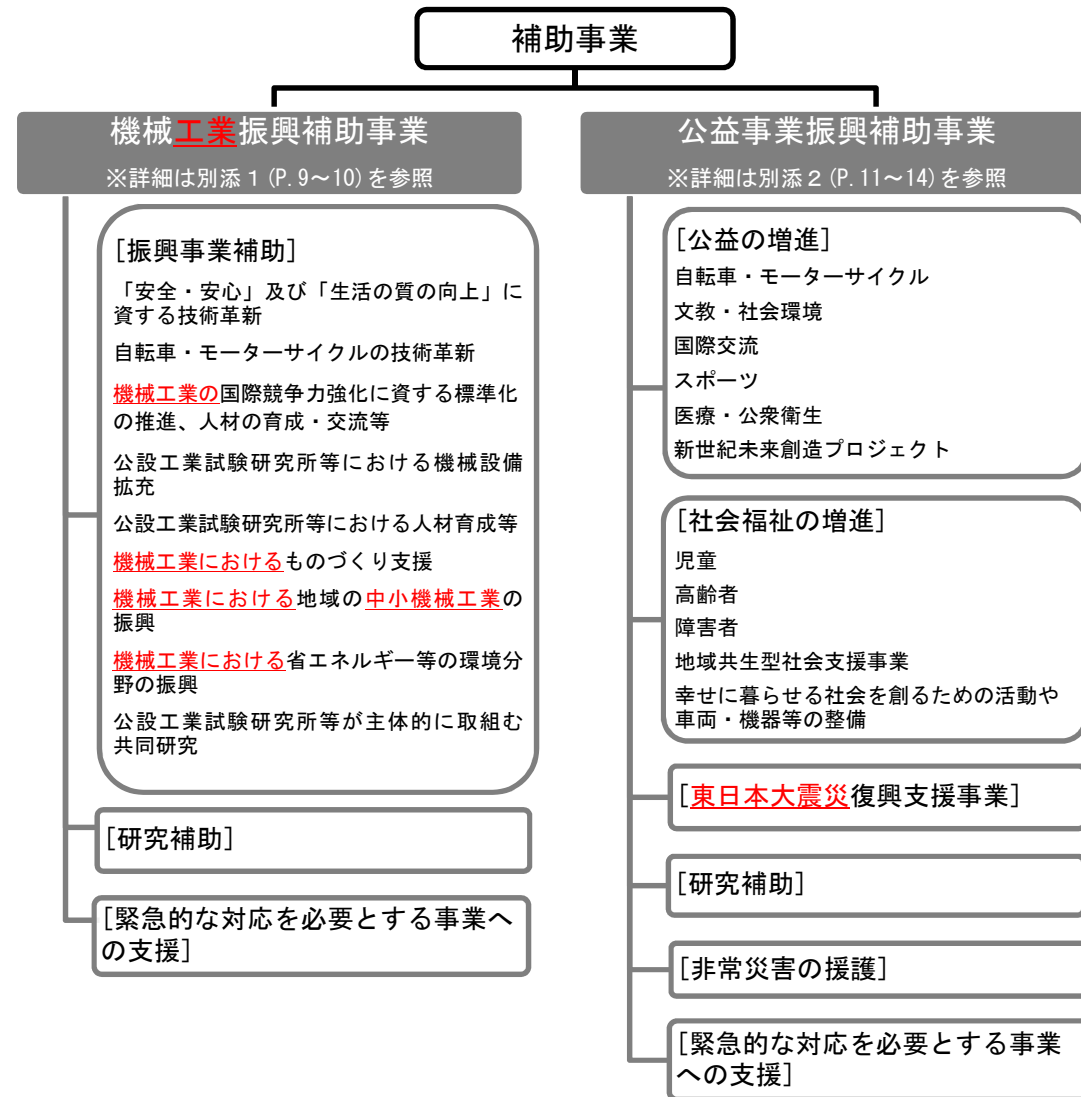 補助事業
機械工業振興補助事業
※詳細は別添1(P.9~10)を参照
[振興事業補助]
「安全・安心」及び「生活の質の向上」に
資する技術革新
自転車・モーターサイクルの技術革新
機械工業の国際競争力強化に資する標準化
の推進、人材の育成・交流等
公設工業試験研究所等における機械設備
拡充
公設工業試験研究所等における人材育成等
機械工業におけるものづくり支援
機械工業における地域の中小機械工業の
振興
機械工業における省エネルギー等の環境分
野の振興
公設工業試験研究所等が主体的に取組む
共同研究
[研究補助]
[緊急的な対応を必要とする事業へ
の支援]
公益事業振興補助事業
※詳細は別添2(P.11~14)を参照
[公益の増進]
自転車・モーターサイクル
文教・社会環境
国際交流
スポーツ
医療・公衆衛生
新世紀未来創造プロジェクト
[社会福祉の増進]
児童
高齢者
障害者
地域共生型社会支援事業
幸せに暮らせる社会を創るための活動や
車両・機器等の整備
[東日本大震災復興支援事業]
[研究補助]
[非常災害の援護]
[緊急的な対応を必要とする事業
への支援]